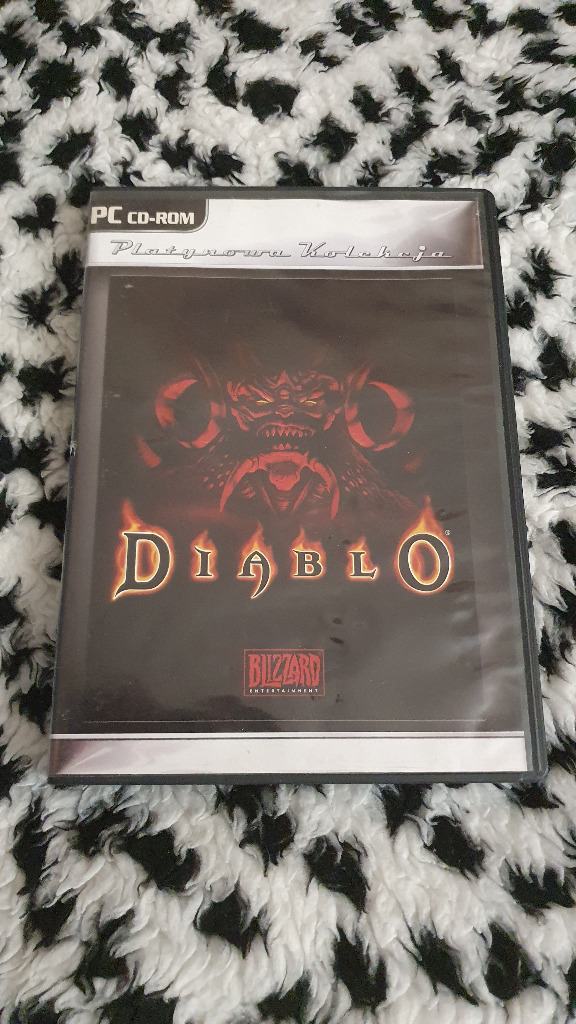 PC CD-ROM
Platynowa Kolekcja
DIABLO®
BLIZZARD
ENTERTAINMENT